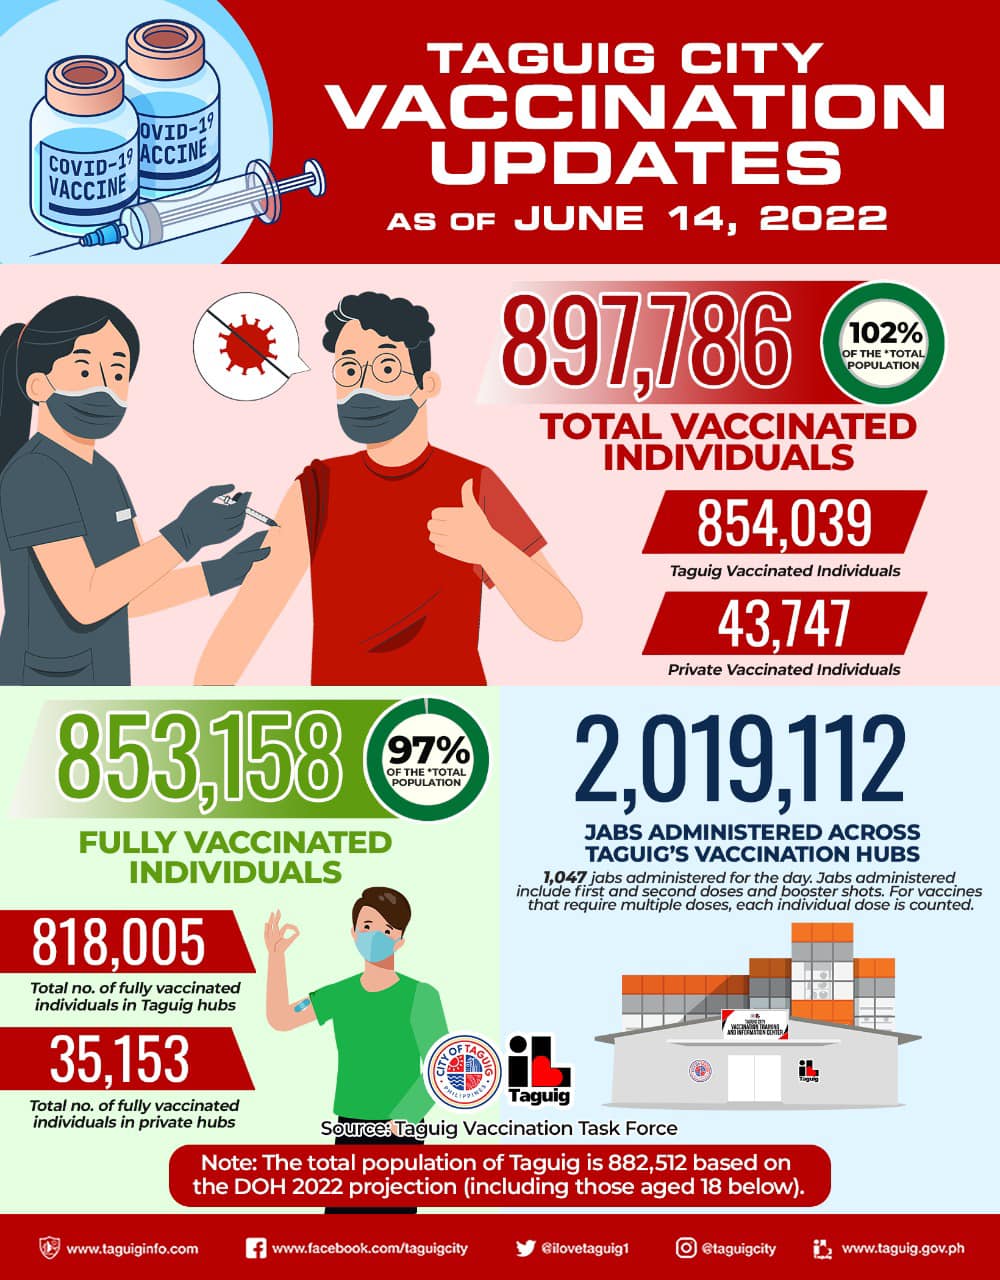 TAGUIG CITY
VACCINATION
UPDATES
AS OF JUNE 14, 2022
COVID-19
VACCINE
OVID-19
ACCINE
897,786
102%
OF THE *TOTAL
POPULATION
TOTAL VACCINATED
INDIVIDUALS
854,039
Taguig Vaccinated Individuals
43,747
Private Vaccinated Individuals
853,158
97%
OF THE *TOTAL
POPULATION
FULLY VACCINATED
INDIVIDUALS
818,005
Total no. of fully vaccinated
individuals in Taguig hubs
35,153
Total no. of fully vaccinated
individuals in private hubs
2,019,112
JABS ADMINISTERED ACROSS
TAGUIG'S VACCINATION HUBS
1,047 jabs administered for the day. Jabs administered
include first and second doses and booster shots. For vaccines
that require multiple doses, each individual dose is counted.
TAGUIG CITY
VACCINATION TRAINING
AND INFORMATION CENTER
Taguig
CITY OF TAGUIG
PHILIPPINES
Taguig
Source: Taguig Vaccination Task Force
Note: The total population of Taguig is 882,512 based on
the DOH 2022 projection (including those aged 18 below).
www.taguiginfo.com
www.facebook.com/taguigcity
@ilovetaguig1
@taguigcity
www.taguig.gov.ph